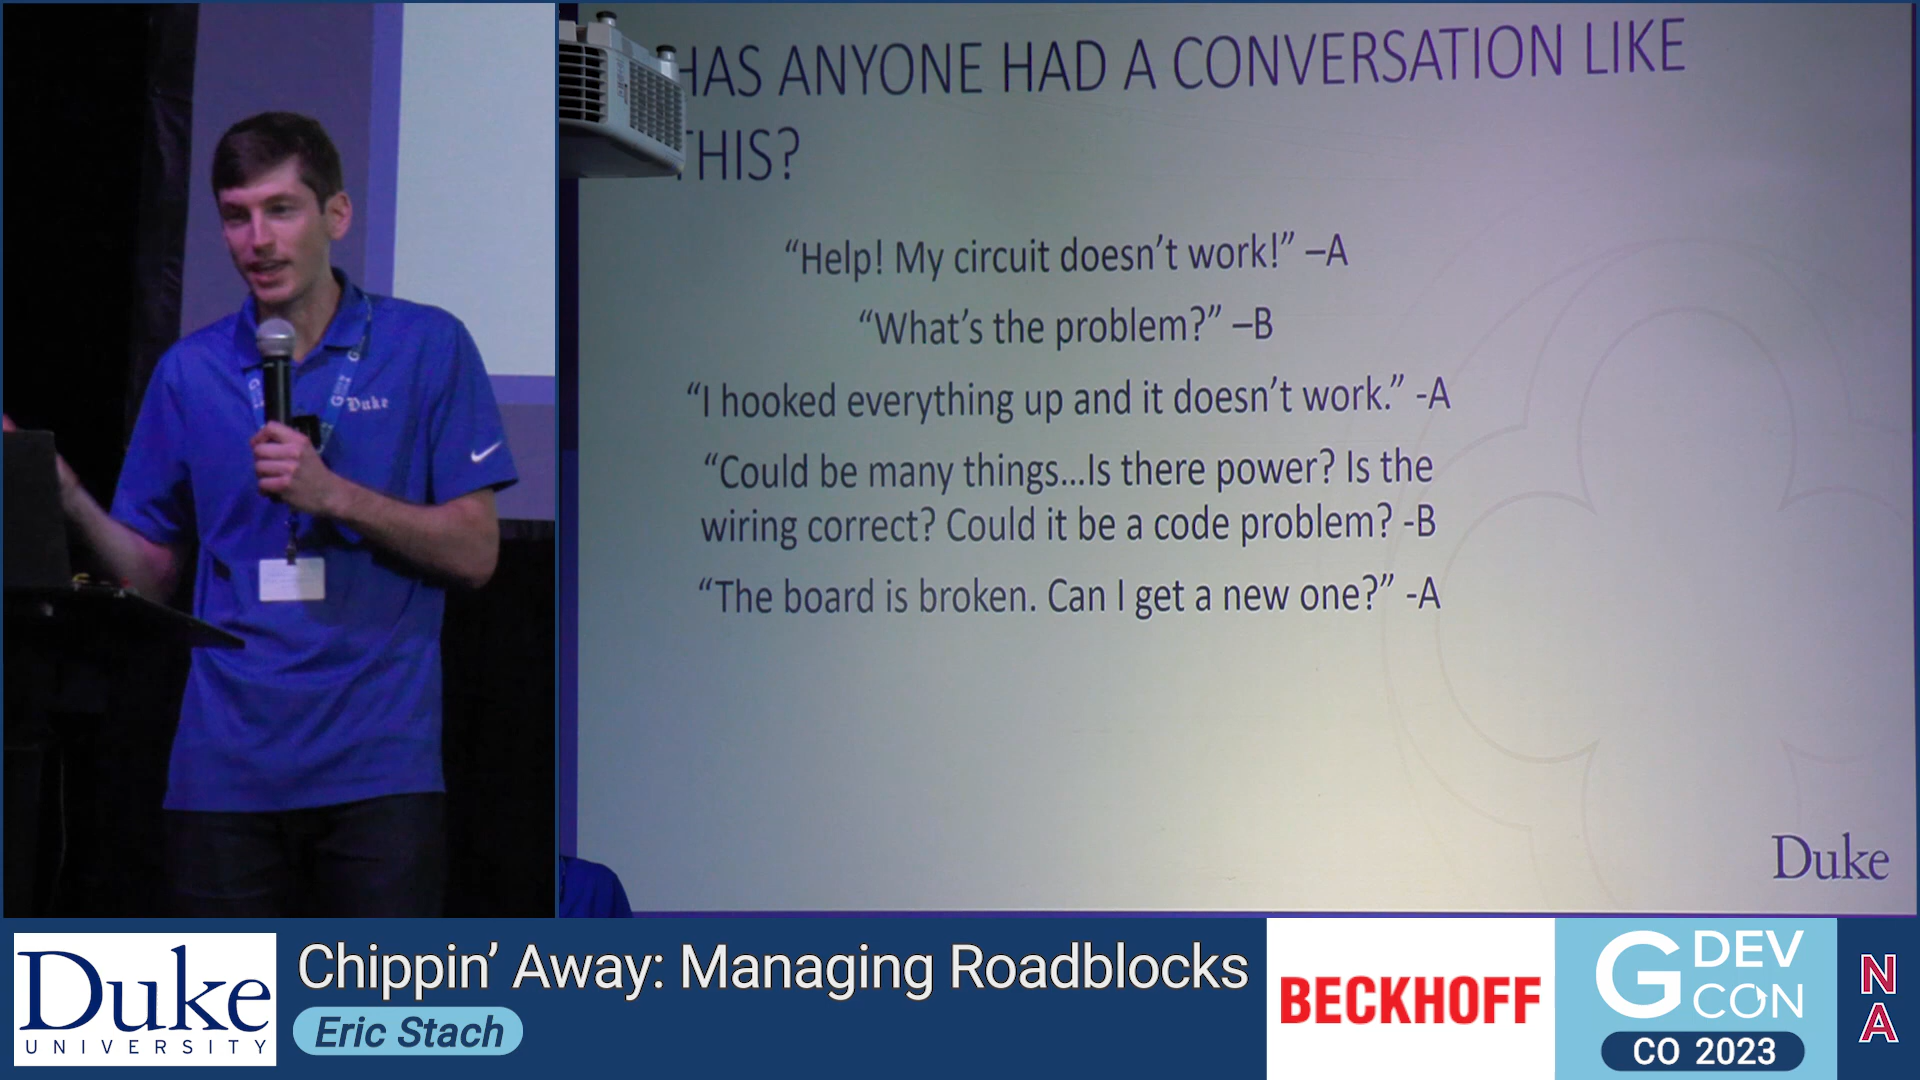 HAS ANYONE HAD A CONVERSATION LIKE
THIS?
“Help! My circuit doesn’t work!” –A
“What’s the problem?” –B
“I hooked everything up and it doesn’t work.” -A
“Could be many things...Is there power? Is the
wiring correct? Could it be a code problem? -B
“The board is broken. Can I get a new one?” -A
Duke
Duke
Duke
UNIVERSITY
Chippin’ Away: Managing Roadblocks
Eric Stach
BECKHOFF
G DEV
CON
CO 2023
N
A